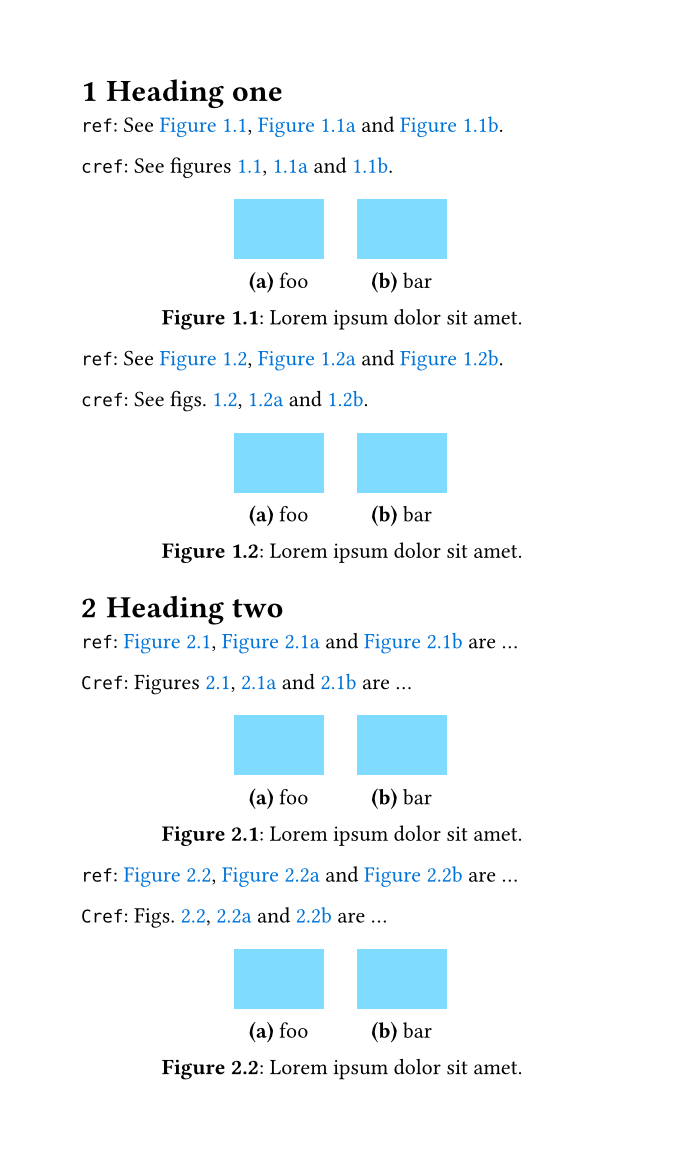 1 Heading one
ref: See Figure 1.1, Figure 1.1a and Figure 1.1b.
cref: See figures 1.1, 1.1a and 1.1b.
(a) foo (b) bar
Figure 1.1: Lorem ipsum dolor sit amet.
ref: See Figure 1.2, Figure 1.2a and Figure 1.2b.
cref: See figs. 1.2, 1.2a and 1.2b.
(a) foo (b) bar
Figure 1.2: Lorem ipsum dolor sit amet.
2 Heading two
ref: Figure 2.1, Figure 2.1a and Figure 2.1b are …
Cref: Figures 2.1, 2.1a and 2.1b are …
(a) foo (b) bar
Figure 2.1: Lorem ipsum dolor sit amet.
ref: Figure 2.2, Figure 2.2a and Figure 2.2b are …
Cref: Figs. 2.2, 2.2a and 2.2b are …
(a) foo (b) bar
Figure 2.2: Lorem ipsum dolor sit amet.